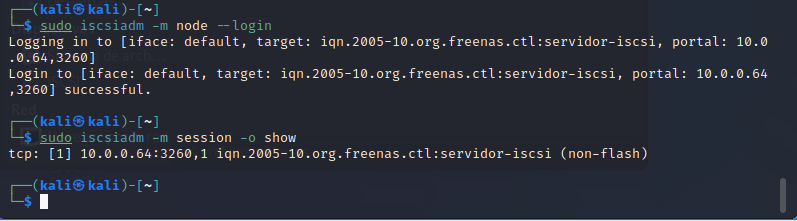 ┌──(kali㉿kali)-[~]
└─$ sudo iscsiadm -m node --login
Logging in to [iface: default, target: iqn.2005-10.org.freenas.ctl:servidor-iscsi, portal: 10.0
.0.64,3260]
Login to [iface: default, target: iqn.2005-10.org.freenas.ctl:servidor-iscsi, portal: 10.0.0.64
,3260] successful.
Red
┌──(kali㉿kali)-[~]
└─$ sudo iscsiadm -m session -o show
tcp: [1] 10.0.0.64:3260,1 iqn.2005-10.org.freenas.ctl:servidor-iscsi (non-flash)
┌──(kali㉿kali)-[~]
└─$